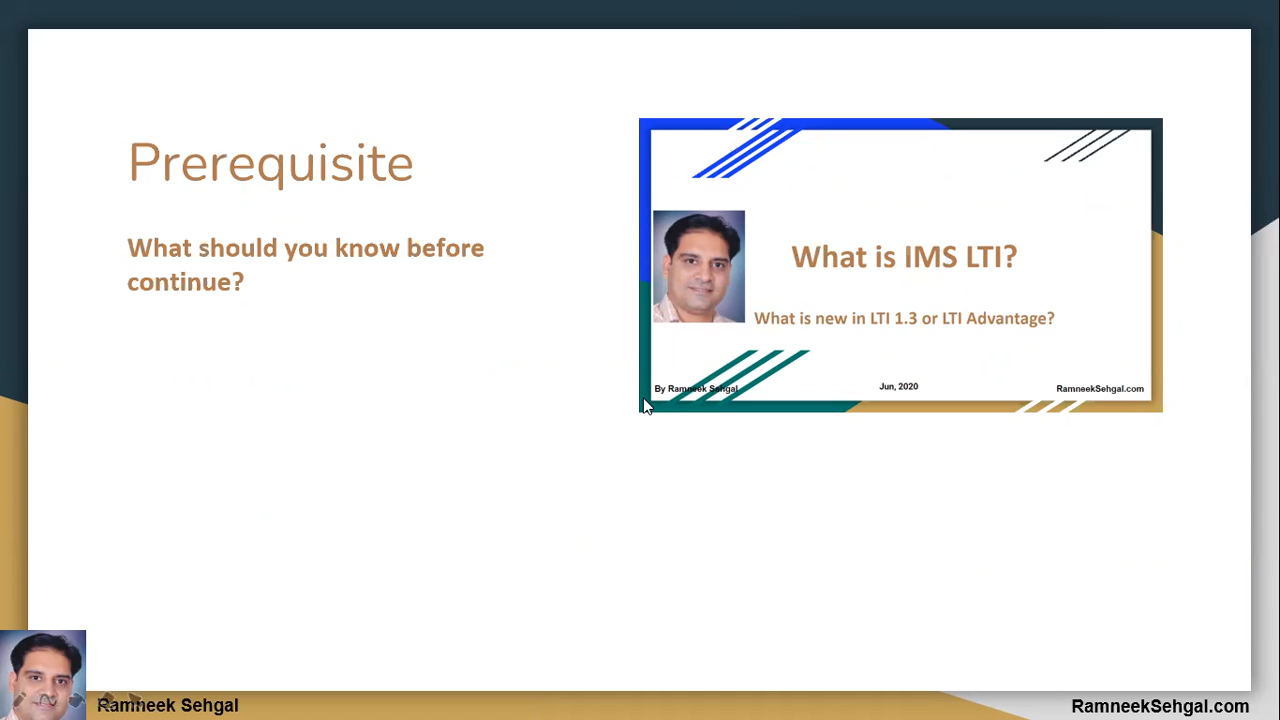 Prerequisite
What should you know before
continue?
What is IMS LTI?
What is new in LTI 1.3 or LTI Advantage?
By Ramneek Sehgal
Jun, 2020
RamneekSehgal.com
Ramneek Sehgal
RamneekSehgal.com